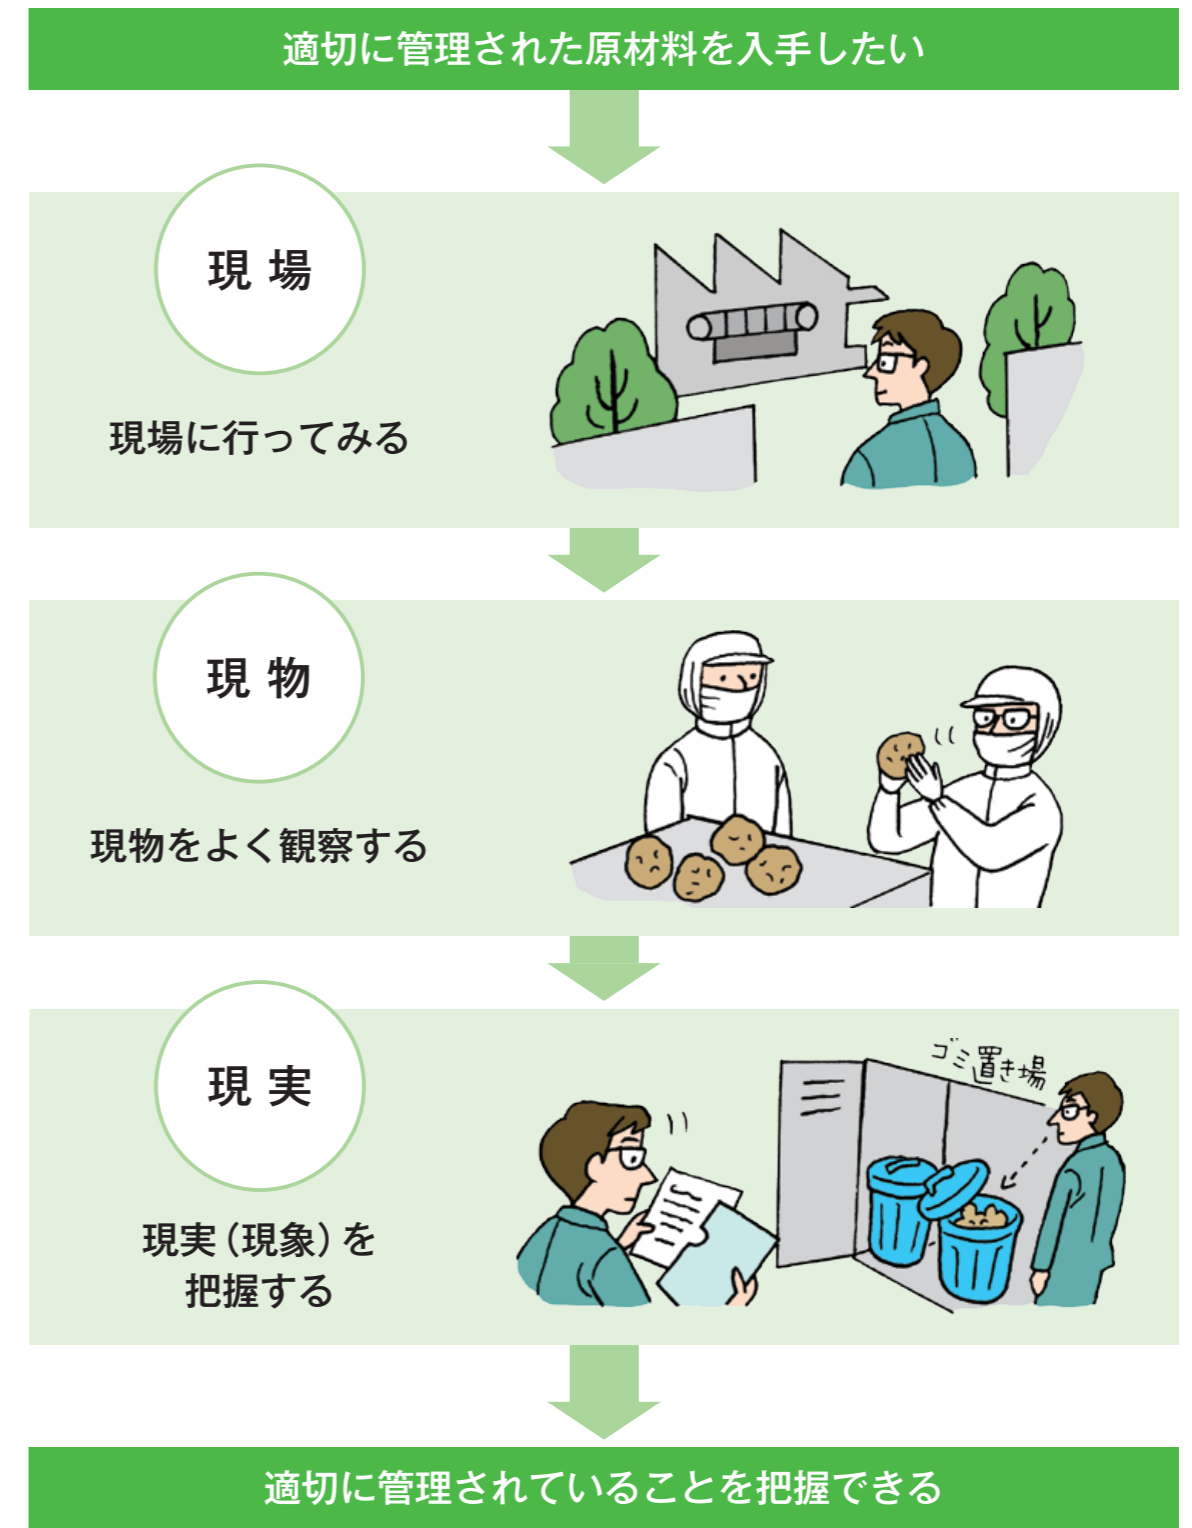 適切に管理された原材料を入手したい
現場
現場に行ってみる
現物
現物をよく観察する
現実
ゴミ置き場
現実（現象）を
把握する
適切に管理されていることを把握できる